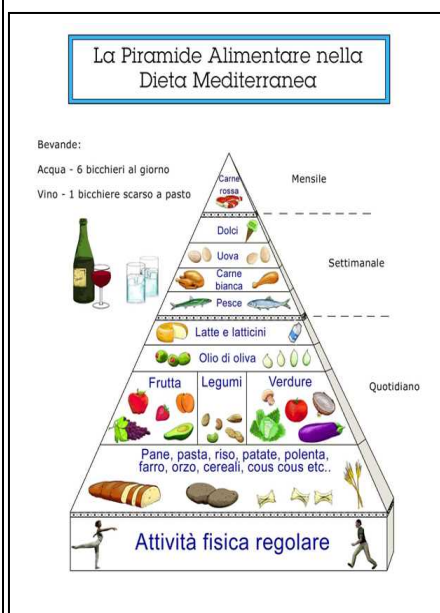 La Piramide Alimentare nella
Dieta Mediterranea
Bevande:
Acqua - 6 bicchieri al giorno
Vino - 1 bicchiere scarso a pasto
Carne
rossa
Mensile
Dolci
Uova
Settimanale
Carne
bianca
Pesce
Latte e latticini
Olio di oliva
Quotidiano
Frutta
Legumi
Verdure
Pane, pasta, riso, patate, polenta,
farro, orzo, cereali, cous cous etc..
Attività fisica regolare